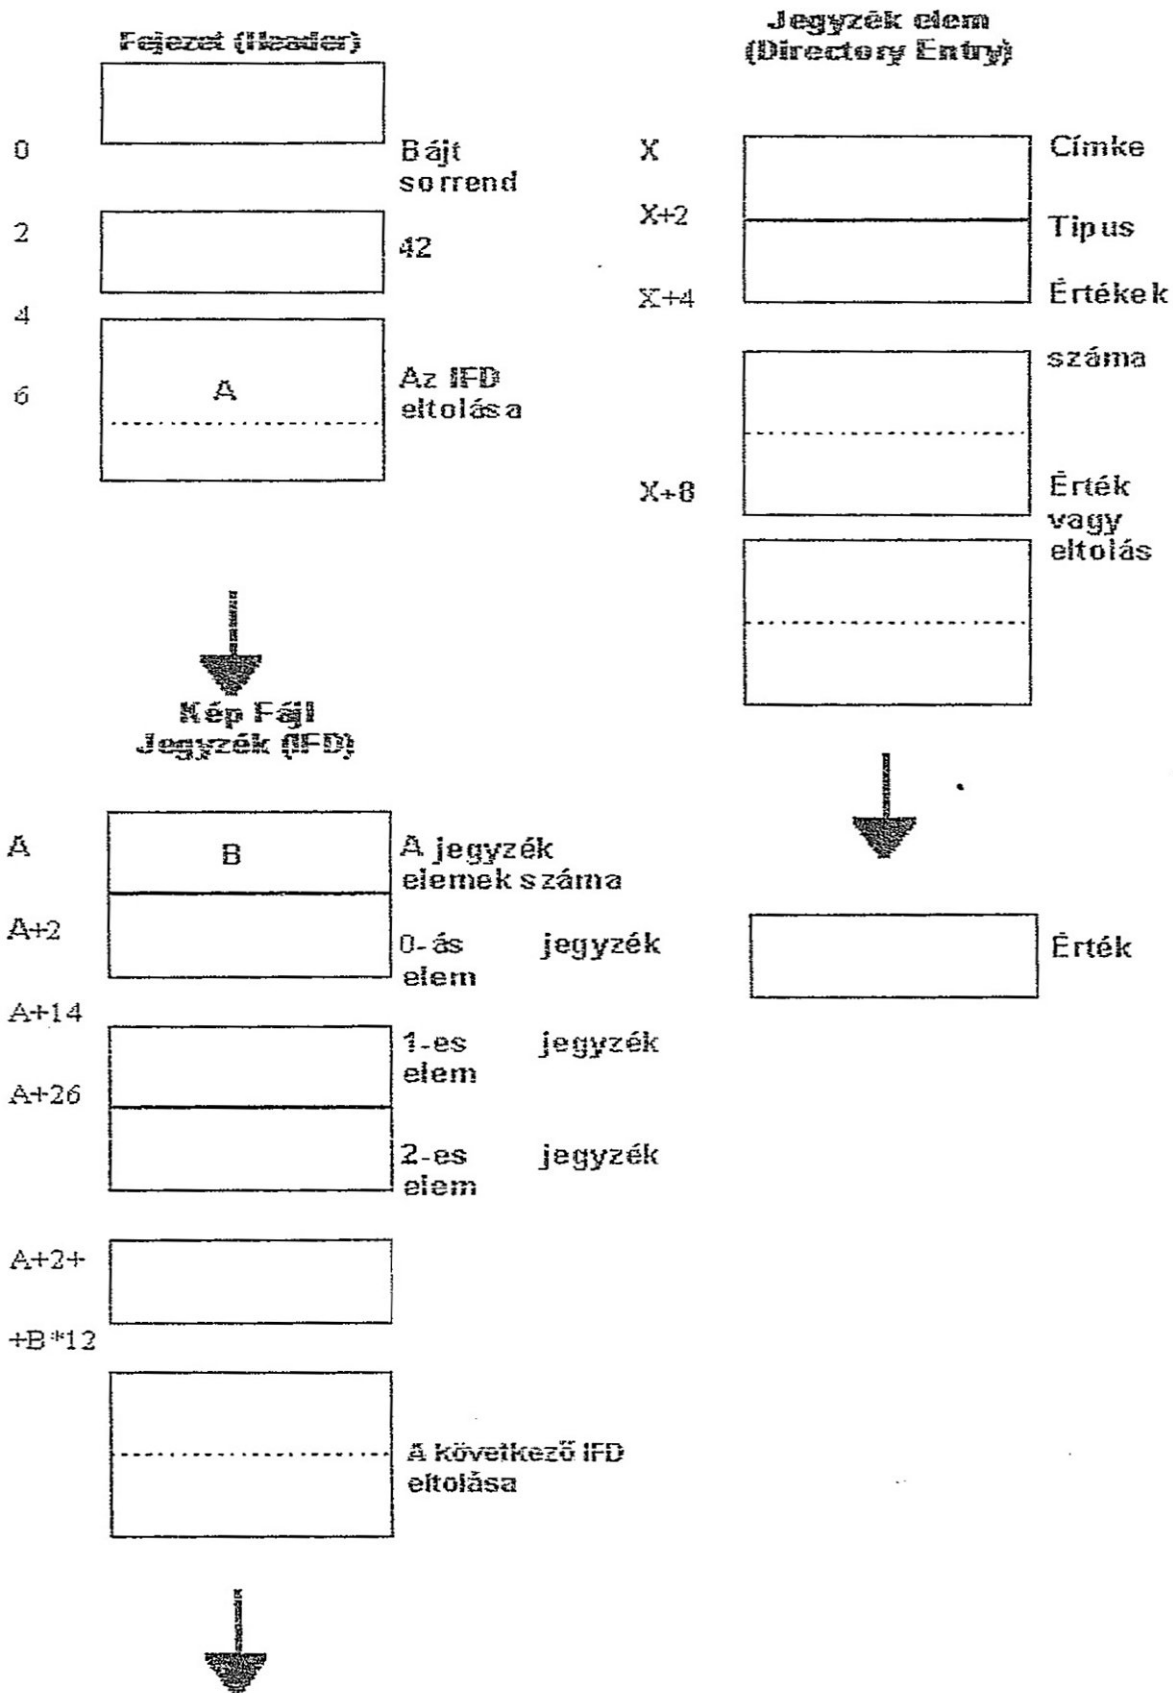 Fejezet (Header)
0
Bájt
sorrend
2
42
4
6
A
Az IFD
eltolása
Kép Fájl
Jegyzék (IFD)
A
B
A jegyzék
elemek száma
A+2
0-ás jegyzék
elem
A+14
1-es jegyzék
elem
A+26
2-es jegyzék
elem
A+2+
+B*12
A következő IFD
eltolása
Jegyzék elem
(Directory Entry)
X
Címke
X+2
Tipus
X+4
Értékek
száma
X+8
Érték
vagy
eltolás
Érték